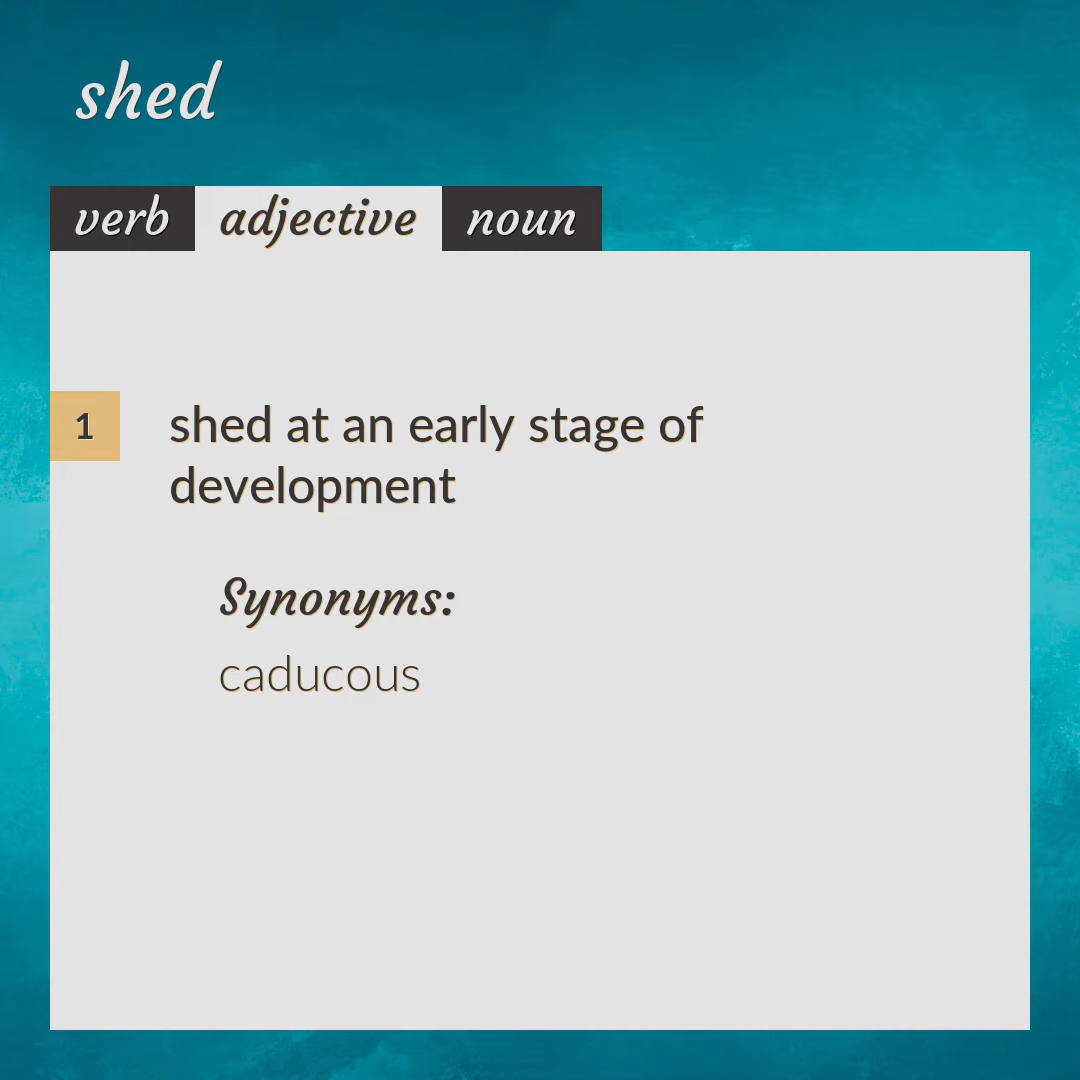 shed
verb adjective noun
1 shed at an early stage of
development
Synonyms:
caducous